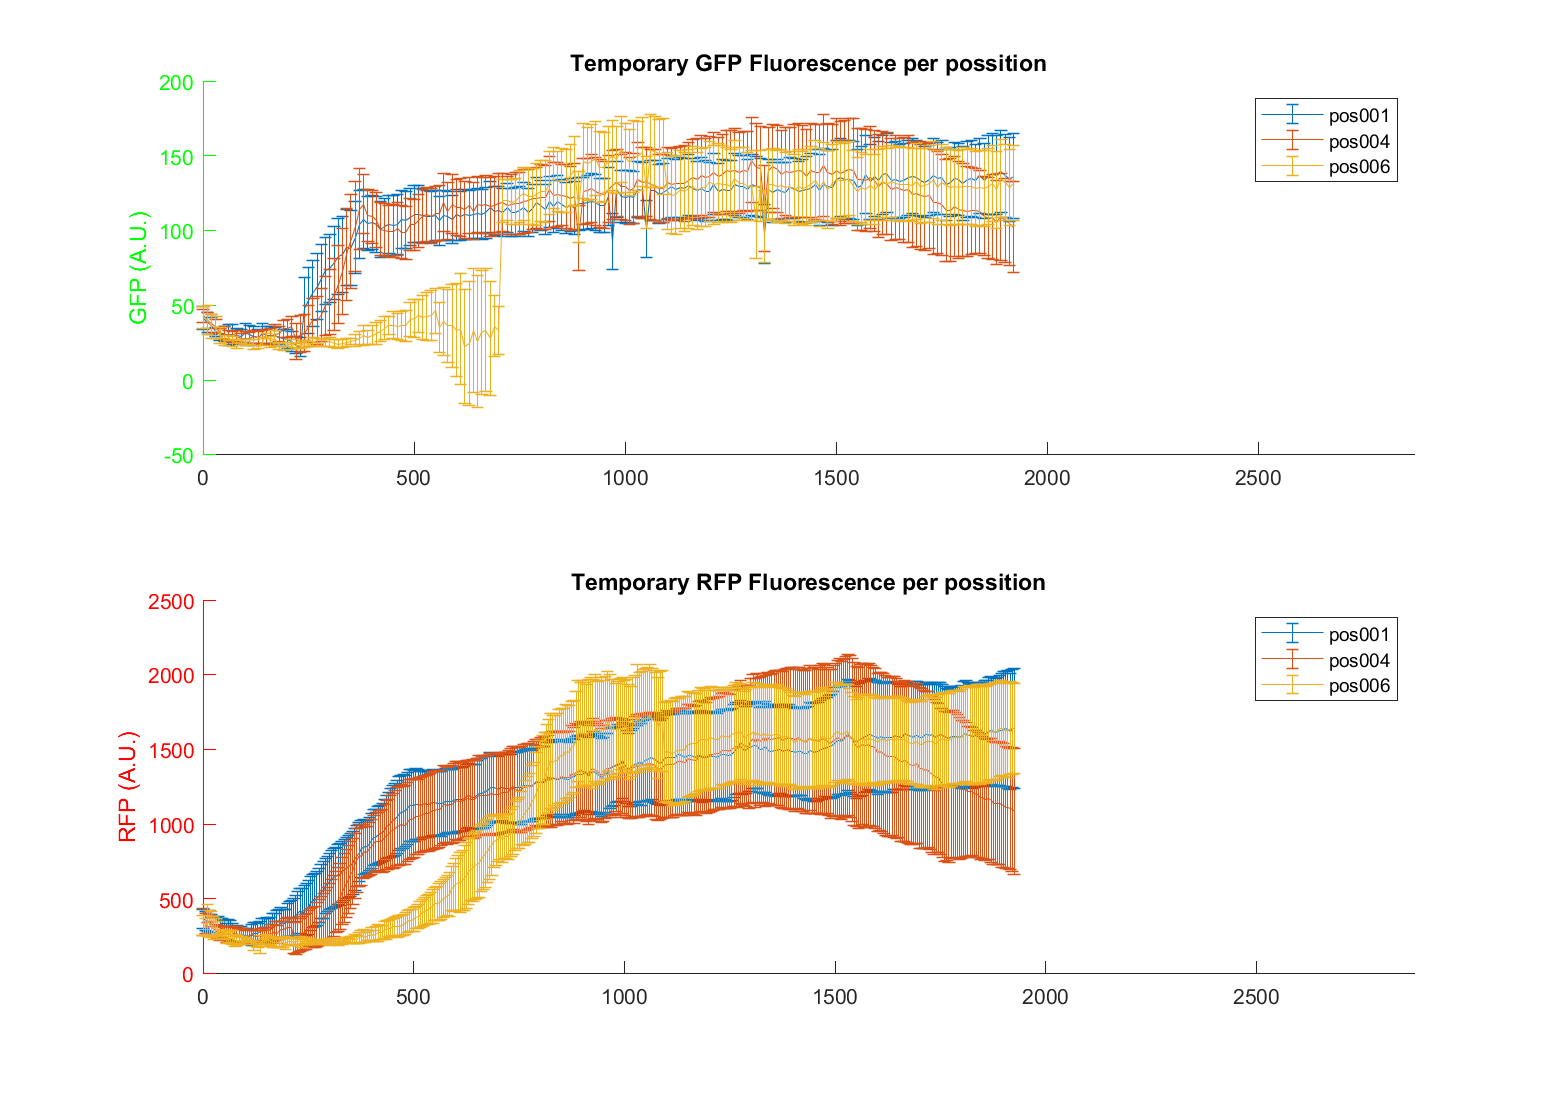 Temporary GFP Fluorescence per possition
200
150
100
50
0
-50
GFP (A.U.)
0 500 1000 1500 2000 2500
pos001
pos004
pos006
Temporary RFP Fluorescence per possition
2500
2000
1500
1000
500
0
RFP (A.U.)
0 500 1000 1500 2000 2500
pos001
pos004
pos006